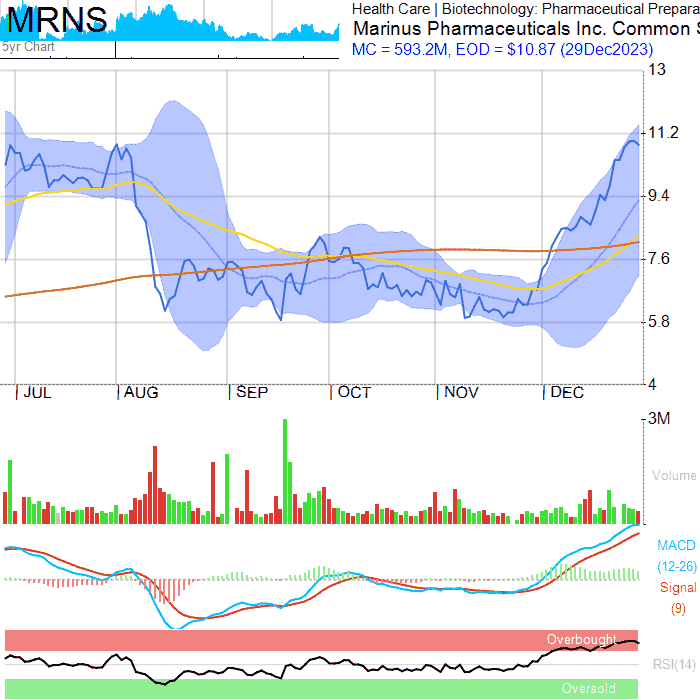 MRNS
5yr Chart
Health Care | Biotechnology: Pharmaceutical Prepara
Marinus Pharmaceuticals Inc. Common
MC = 593.2M, EOD = $10.87 (29Dec2023)
13
11.2
9.4
7.6
5.8
4
JUL AUG SEP OCT NOV DEC
3M
Volume
MACD
(12-26)
Signal
(9)
Overbought
RSI(14)
Oversold